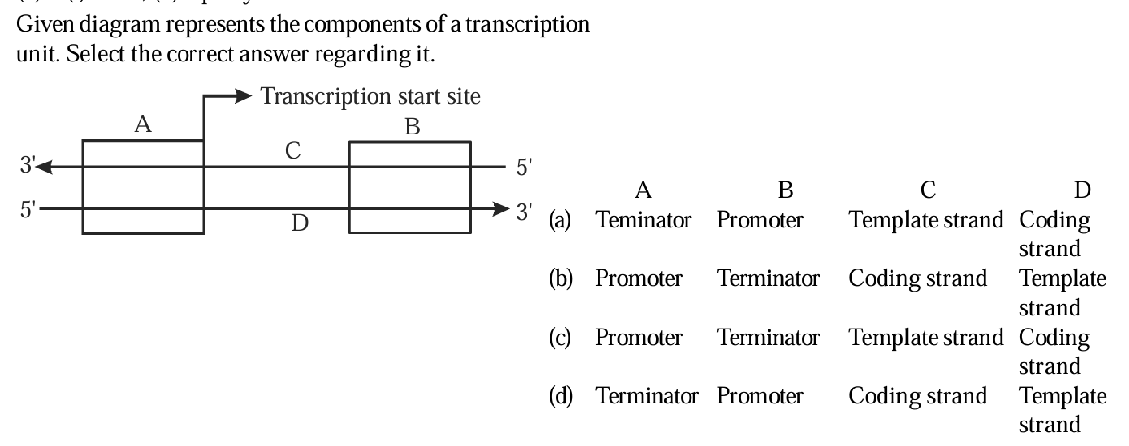 Given diagram represents the components of a transcription
unit. Select the correct answer regarding it.
Transcription start site
A
B
C
3'
5'
5'
3'
D
A B C D
(a) Teminator Promoter Template strand Coding
strand
(b) Promoter Terminator Coding strand Template
strand
(c) Promoter Terminator Template strand Coding
strand
(d) Terminator Promoter Coding strand Template
strand